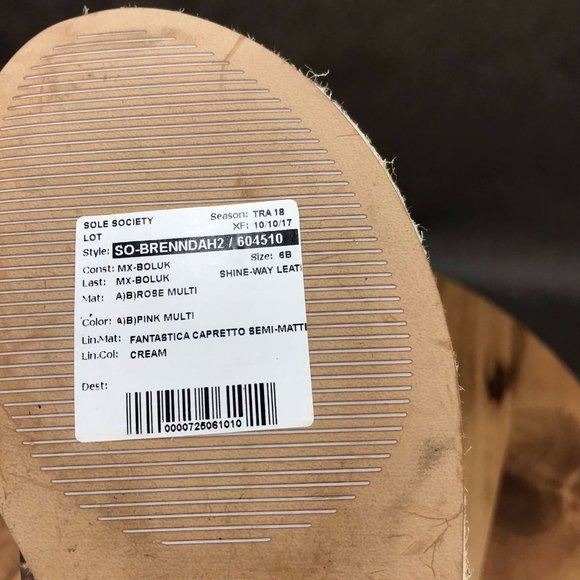 SOLE SOCIETY Season: TRA 18
LOT XF: 10/10/17
Style: SO-BRENNDAH2 / 604510
Const: MX-BOLUK Size: 6B
Last: MX-BOLUK SHINE-WAY LEATI
Mat: A)B)ROSE MULTI
Color: A)B)PINK MULTI
Lin.Mat: FANTASTICA CAPRETTO SEMI-MATTI
Lin.Col: CREAM
Dest:
0000725061010